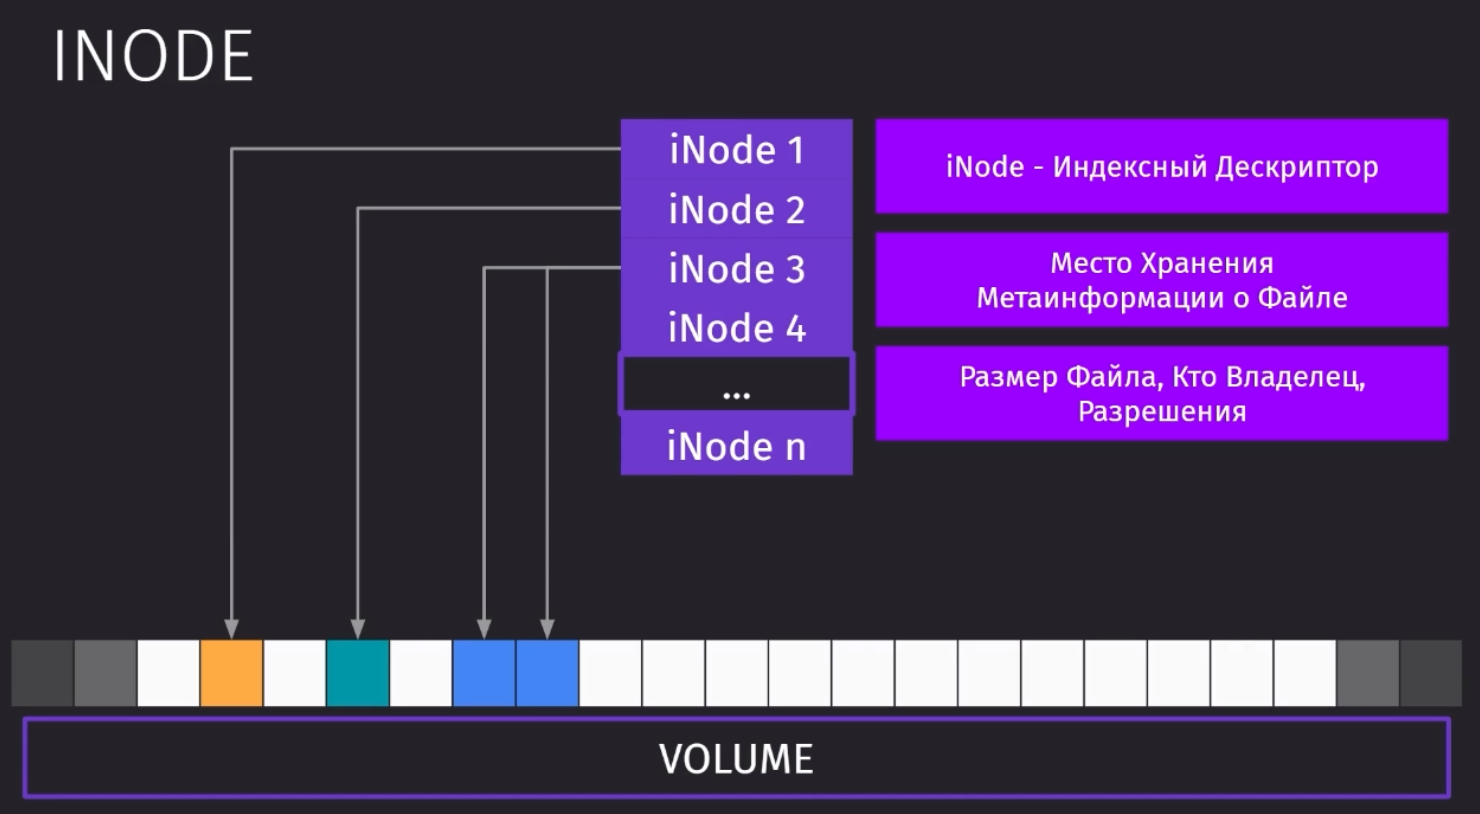 INODE
iNode 1
iNode 2
iNode 3
iNode 4
...
iNode n
iNode - Индексный Дескриптор
Место Хранения
Метаинформации о Файле
Размер Файла, Кто Владелец,
Разрешения
VOLUME